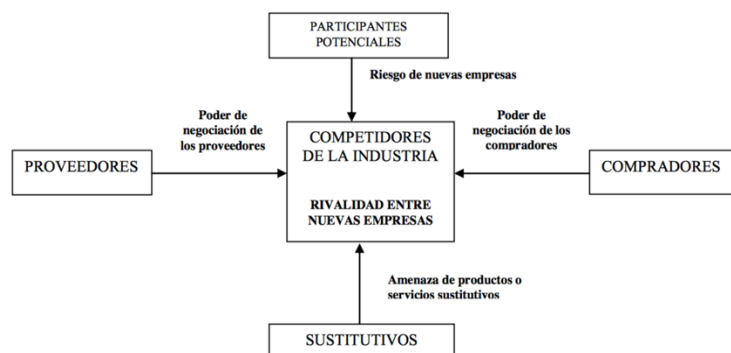 PARTICIPANTES
POTENCIALES
Riesgo de nuevas empresas
Poder de
negociación de
los proveedores
Poder de
negociación de los
compradores
PROVEEDORES
COMPETIDORES
DE LA INDUSTRIA
RIVALIDAD ENTRE
NUEVAS EMPRESAS
COMPRADORES
Amenaza de productos o
servicios sustitutivos
SUSTITUTIVOS